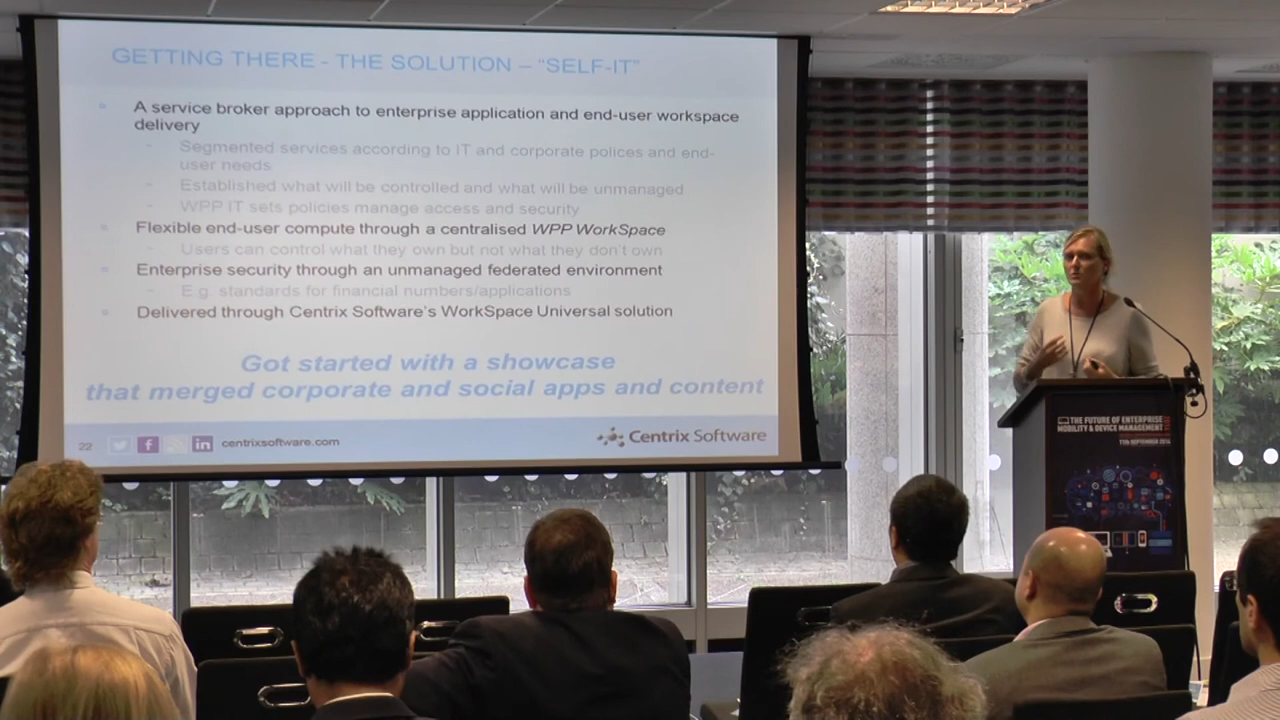 GETTING THERE - THE SOLUTION – “SELF-IT”
A service broker approach to enterprise application and end-user workspace
delivery
Segmented services according to IT and corporate polices and end-
user needs
Established what will be controlled and what will be unmanaged
WPP IT sets policies manage access and security
Flexible end-user compute through a centralised WPP WorkSpace
Users can control what they own but not what they don't own
Enterprise security through an unmanaged federated environment
E.g. standards for financial numbers/applications
Delivered through Centrix Software's WorkSpace Universal solution
Got started with a showcase
that merged corporate and social apps and content
22 f in centrixsoftware.com Centrix Software
THE FUTURE OF ENTERPRISE
MOBILITY & DEVICE MANAGEMENT
11th SEPTEMBER 2014